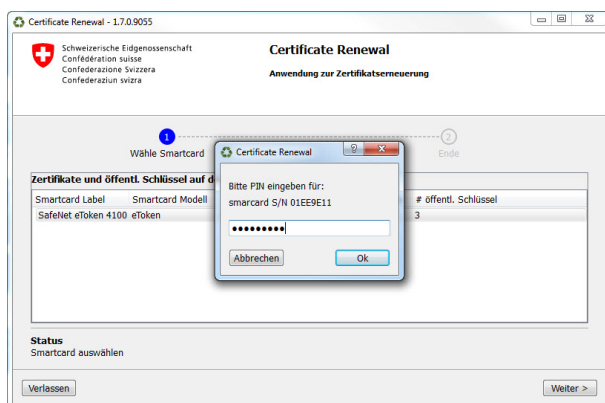 Certificate Renewal - 1.7.0.9055
Schweizerische Eidgenossenschaft
Confédération suisse
Confederazione Svizzera
Confederaziun svizra
Certificate Renewal
Anwendung zur Zertifikatserneuerung
1
2
Wähle Smartcard
Ende
Zertifikate und öffentl. Schlüssel auf d
Smartcard Label Smartcard Modell # öffentl. Schlüssel
SafeNet eToken 4100 eToken 3
Certificate Renewal
Bitte PIN eingeben für:
smarcard S/N 01EE9E11
●●●●●●●●●
Abbrechen Ok
Status
Smartcard auswählen
Verlassen Weiter >